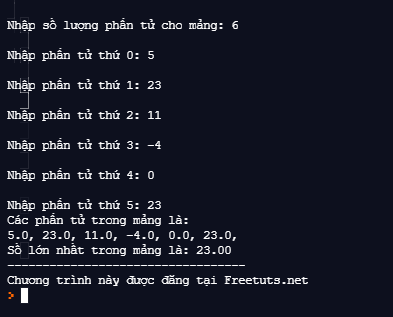 Nhập số lượng phần tử cho mảng: 6
Nhập phần tử thứ 0: 5
Nhập phần tử thứ 1: 23
Nhập phần tử thứ 2: 11
Nhập phần tử thứ 3: -4
Nhập phần tử thứ 4: 0
Nhập phần tử thứ 5: 23
Các phần tử trong mảng là:
5.0, 23.0, 11.0, -4.0, 0.0, 23.0,
Số lớn nhất trong mảng là: 23.00
----------------------------------
Chương trình này được đăng tại Freetuts.net
>